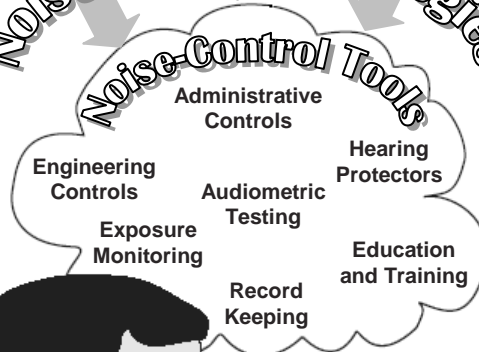 Noise-Control Tools
Administrative
Controls
Hearing
Protectors
Engineering
Controls
Audiometric
Testing
Exposure
Monitoring
Education
and Training
Record
Keeping